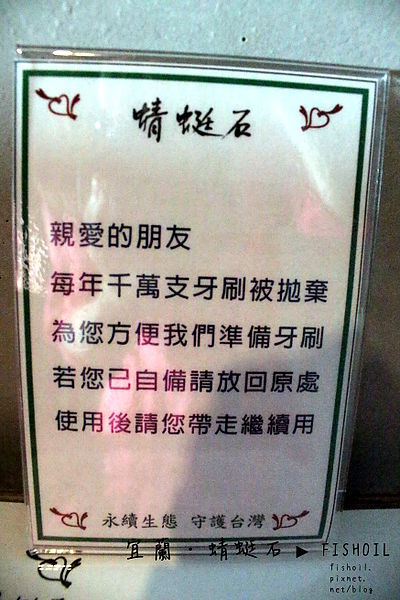 蜻蜓石
親愛的朋友
每年千萬支牙刷被拋棄
為您方便我們準備牙刷
若您已自備請放回原處
使用後請您帶走繼續用
永續生態 守護台灣
宜蘭·蜻蜓石▶FISHOIL
fishoil.
pixnet.
net/blog